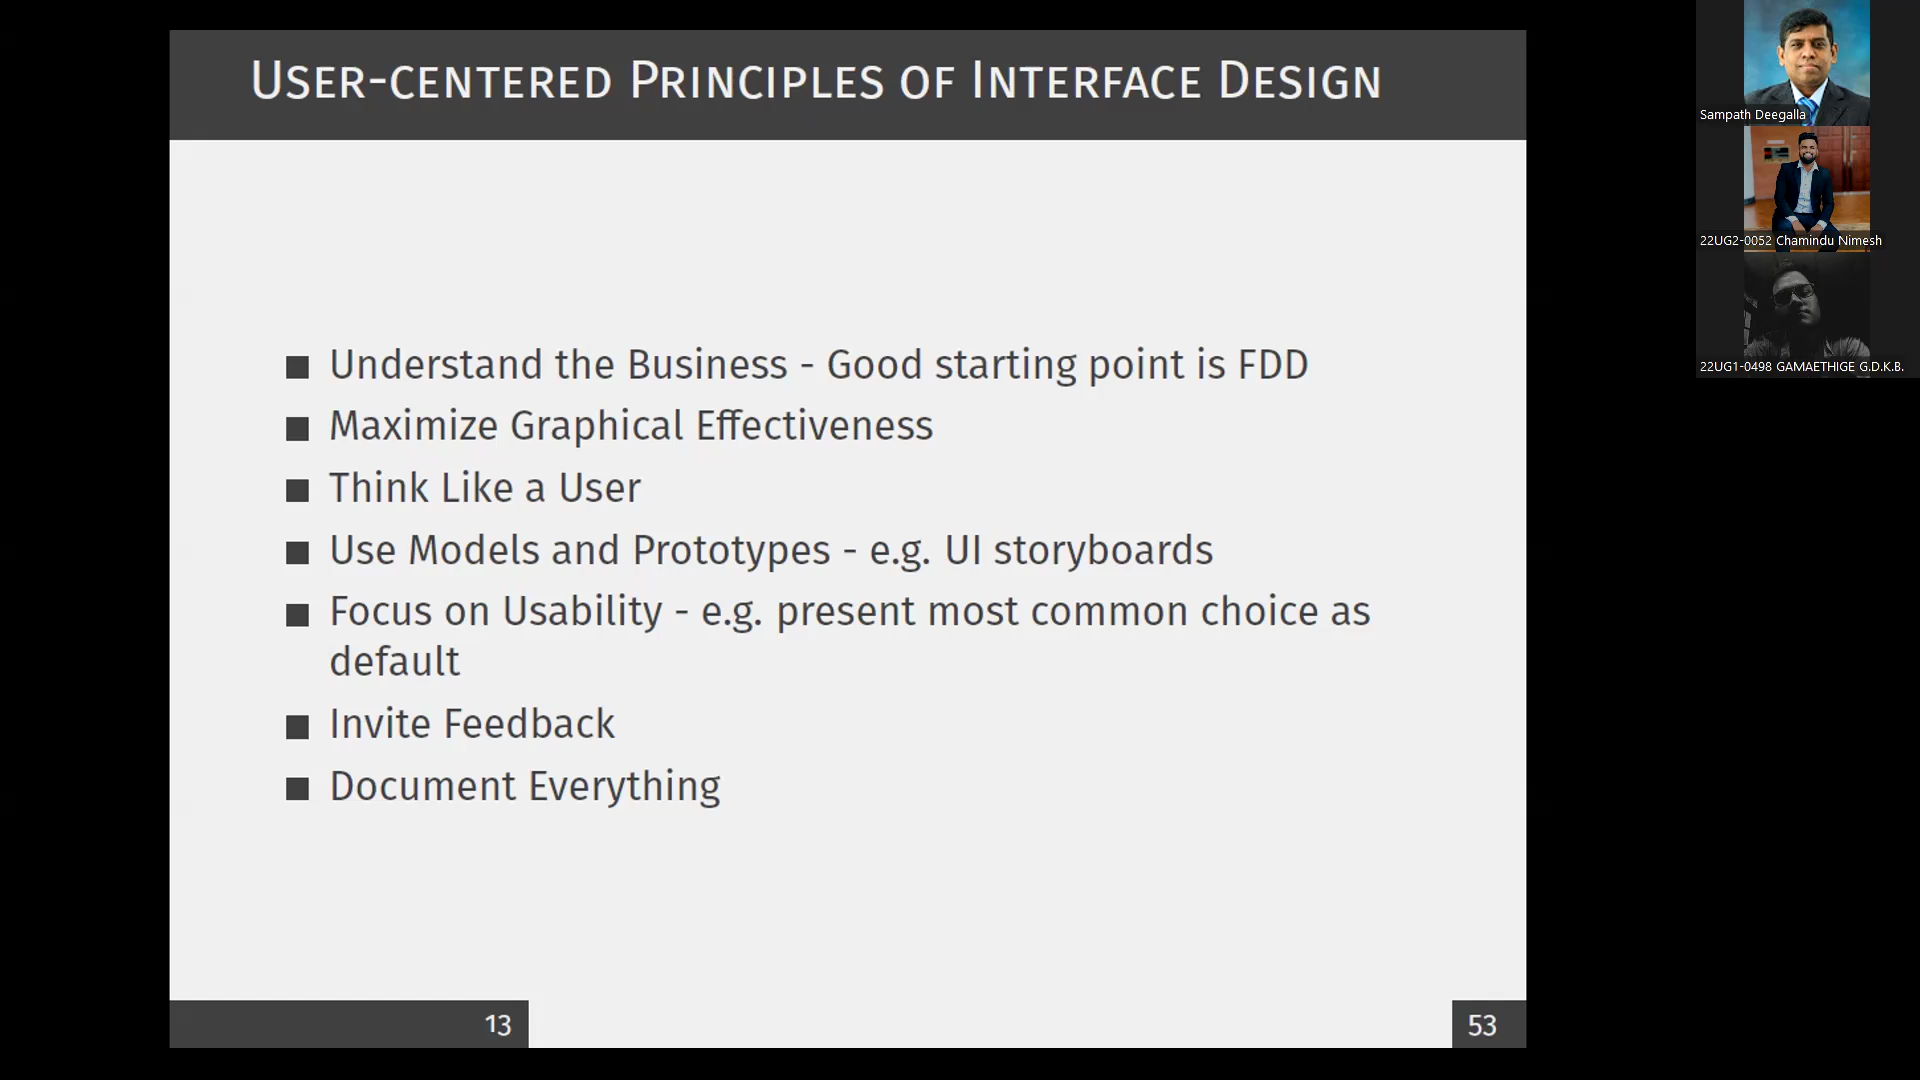 User-centered Principles of Interface Design
Understand the Business - Good starting point is FDD
Maximize Graphical Effectiveness
Think Like a User
Use Models and Prototypes - e.g. UI storyboards
Focus on Usability - e.g. present most common choice as
default
Invite Feedback
Document Everything
13
53
Sampath Deegalla
22UG2-0052 Chamindu Nimesh
22UG1-0498 GAMAETHIGE G.D.K.B.